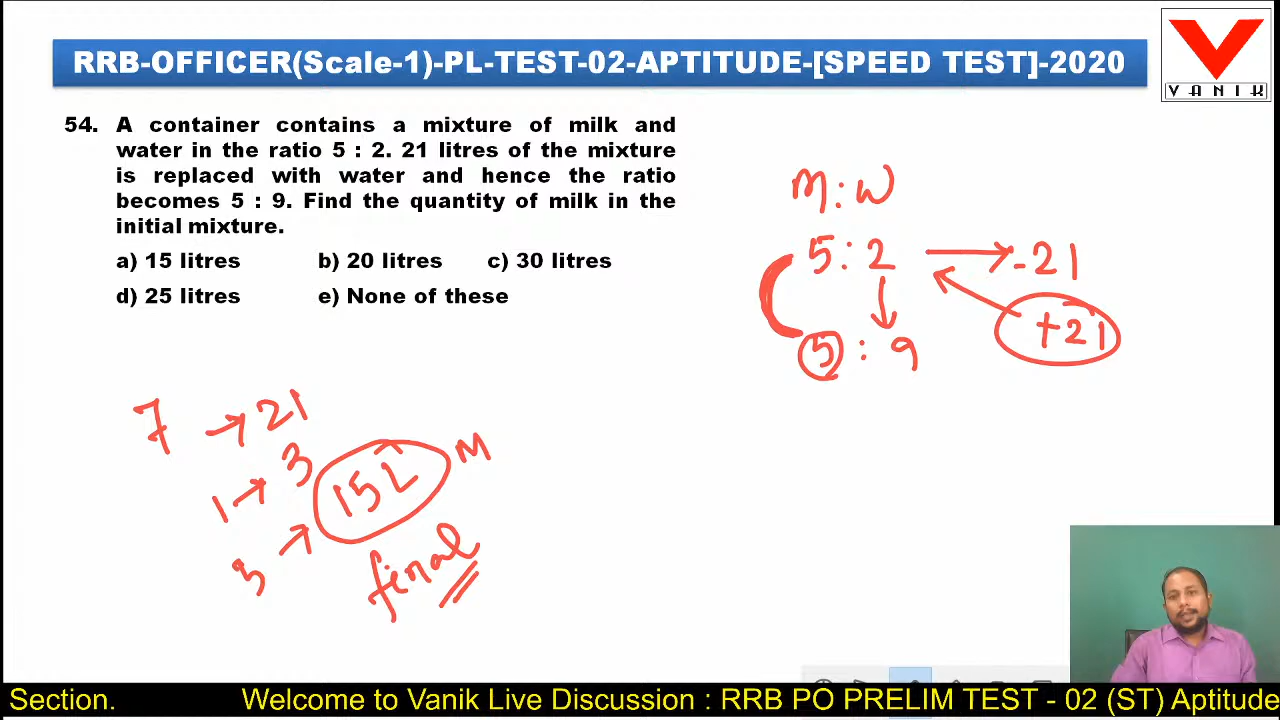 RRB-OFFICER(Scale-1)-PL-TEST-02-APTITUDE-[SPEED TEST]-2020
VANIK
54. A container contains a mixture of milk and
water in the ratio 5 : 2. 21 litres of the mixture
is replaced with water and hence the ratio
becomes 5 : 9. Find the quantity of milk in the
initial mixture.
a) 15 litres b) 20 litres c) 30 litres
d) 25 litres e) None of these
M : W
5 : 2 → -21
+21
5 : 9
7 → 21
1 → 3
5 → 15L M
final
Section. Welcome to Vanik Live Discussion : RRB PO PRELIM TEST - 02 (ST) Aptitude